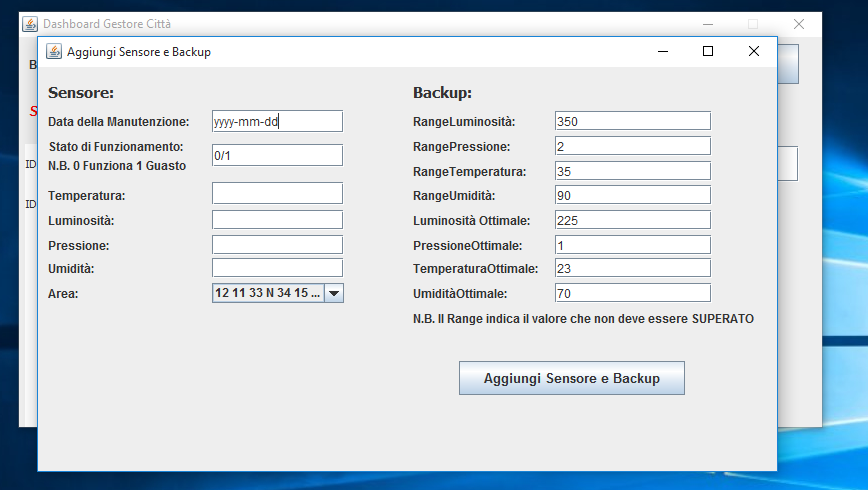 Dashboard Gestore Città
Aggiungi Sensore e Backup
B
S
ID
ID
Sensore:
Data della Manutenzione: yyyy-mm-dd
Stato di Funzionamento:
N.B. 0 Funziona 1 Guasto
0/1
Temperatura:
Luminosità:
Pressione:
Umidità:
Area: 12 11 33 N 34 15 ...
Backup:
RangeLuminosità: 350
RangePressione: 2
RangeTemperatura: 35
RangeUmidità: 90
Luminosità Ottimale: 225
PressioneOttimale: 1
TemperaturaOttimale: 23
UmiditàOttimale: 70
N.B. Il Range indica il valore che non deve essere SUPERATO
Aggiungi Sensore e Backup